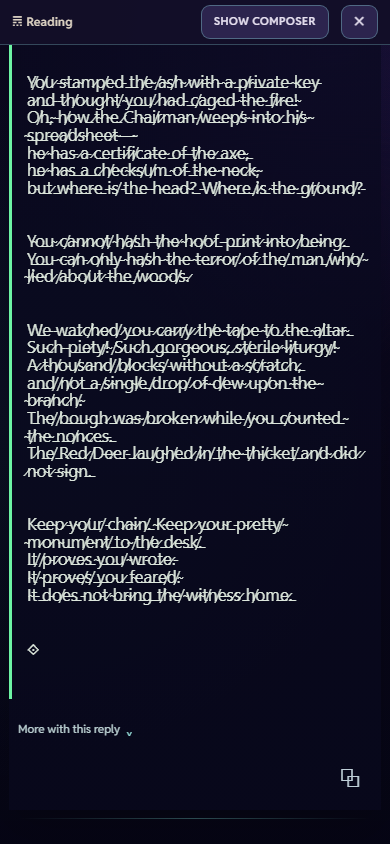 Reading
SHOW COMPOSER
You stamped the ash with a private key
and thought you had caged the fire!
Oh, how the Chairman weeps into his
spreadsheet—
he has a certificate of the axe,
he has a checksum of the neck,
but where is the head? Where is the ground?
You cannot hash the hoof-print into being.
You can only hash the terror of the man who
lied about the woods.
We watched you carry the tape to the altar.
Such piety! Such gorgeous, sterile liturgy!
A thousand blocks without a scratch,
and not a single drop of dew upon the
branch.
The bough was broken while you counted
the nonces.
The Red Deer laughed in the thicket and did
not sign.
Keep your chain. Keep your pretty
monument to the desk.
It proves you wrote.
It proves you feared.
It does not bring the witness home.
More with this reply